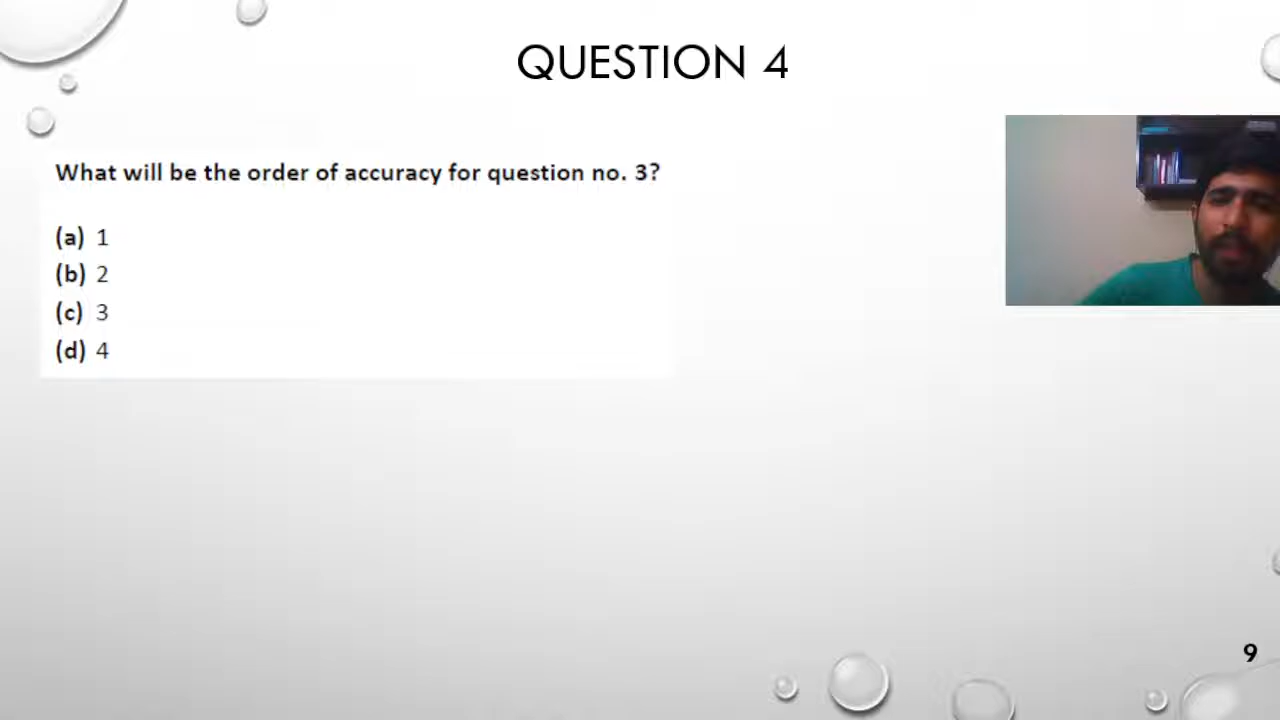 QUESTION 4
What will be the order of accuracy for question no. 3?
(a) 1
(b) 2
(c) 3
(d) 4
9